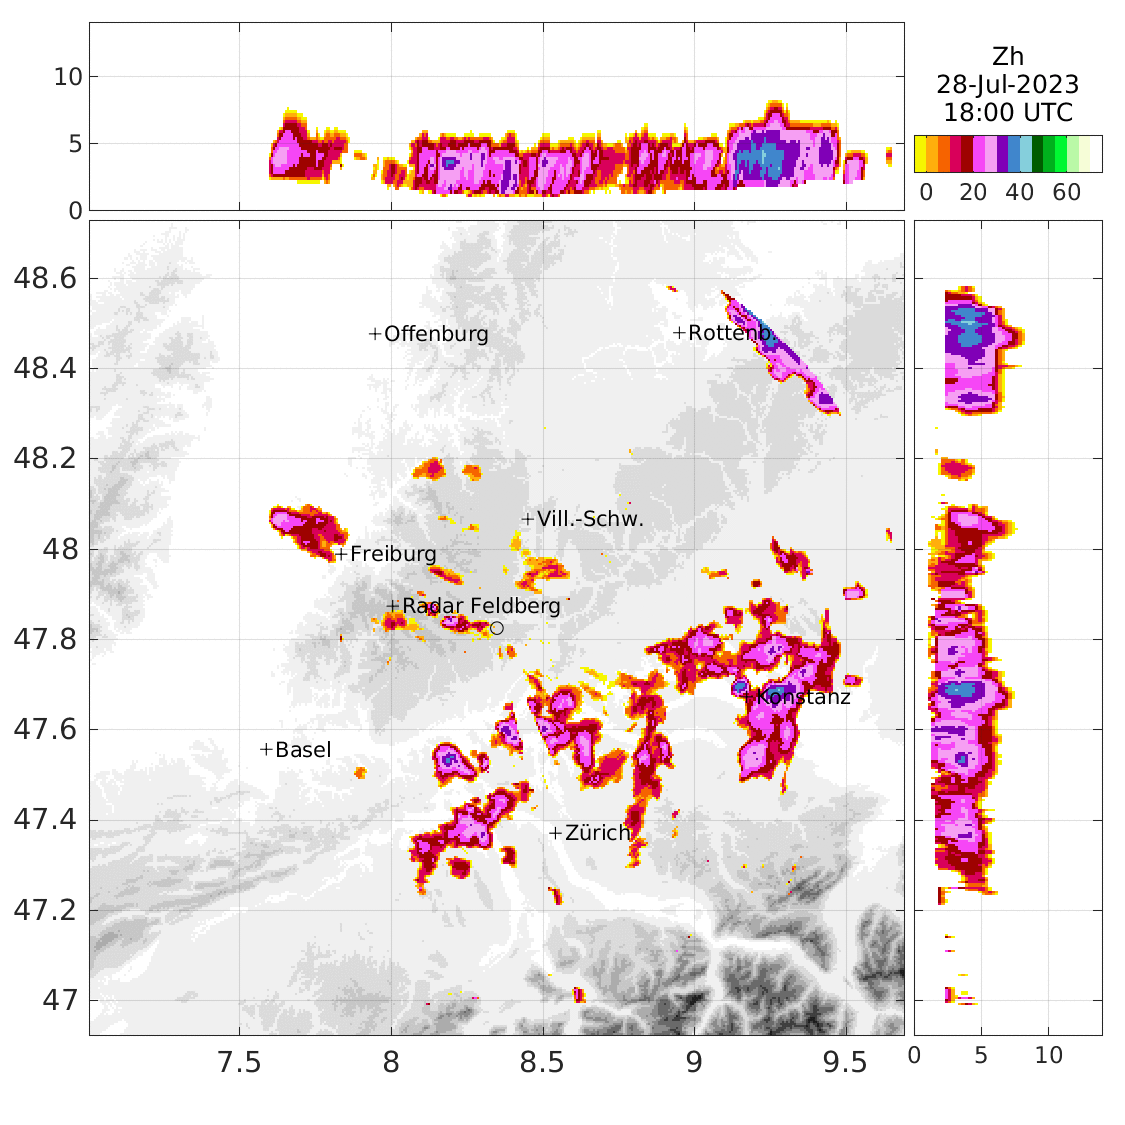 Zh
28-Jul-2023
18:00 UTC
0 20 40 60
10
5
0
48.6
48.4
48.2
48
47.8
47.6
47.4
47.2
47
+Offenburg
+Rottenb.
+Vill.-Schw.
+Freiburg
+Radar Feldberg
+Konstanz
+Basel
+Zürich
7.5 8 8.5 9 9.5
0 5 10